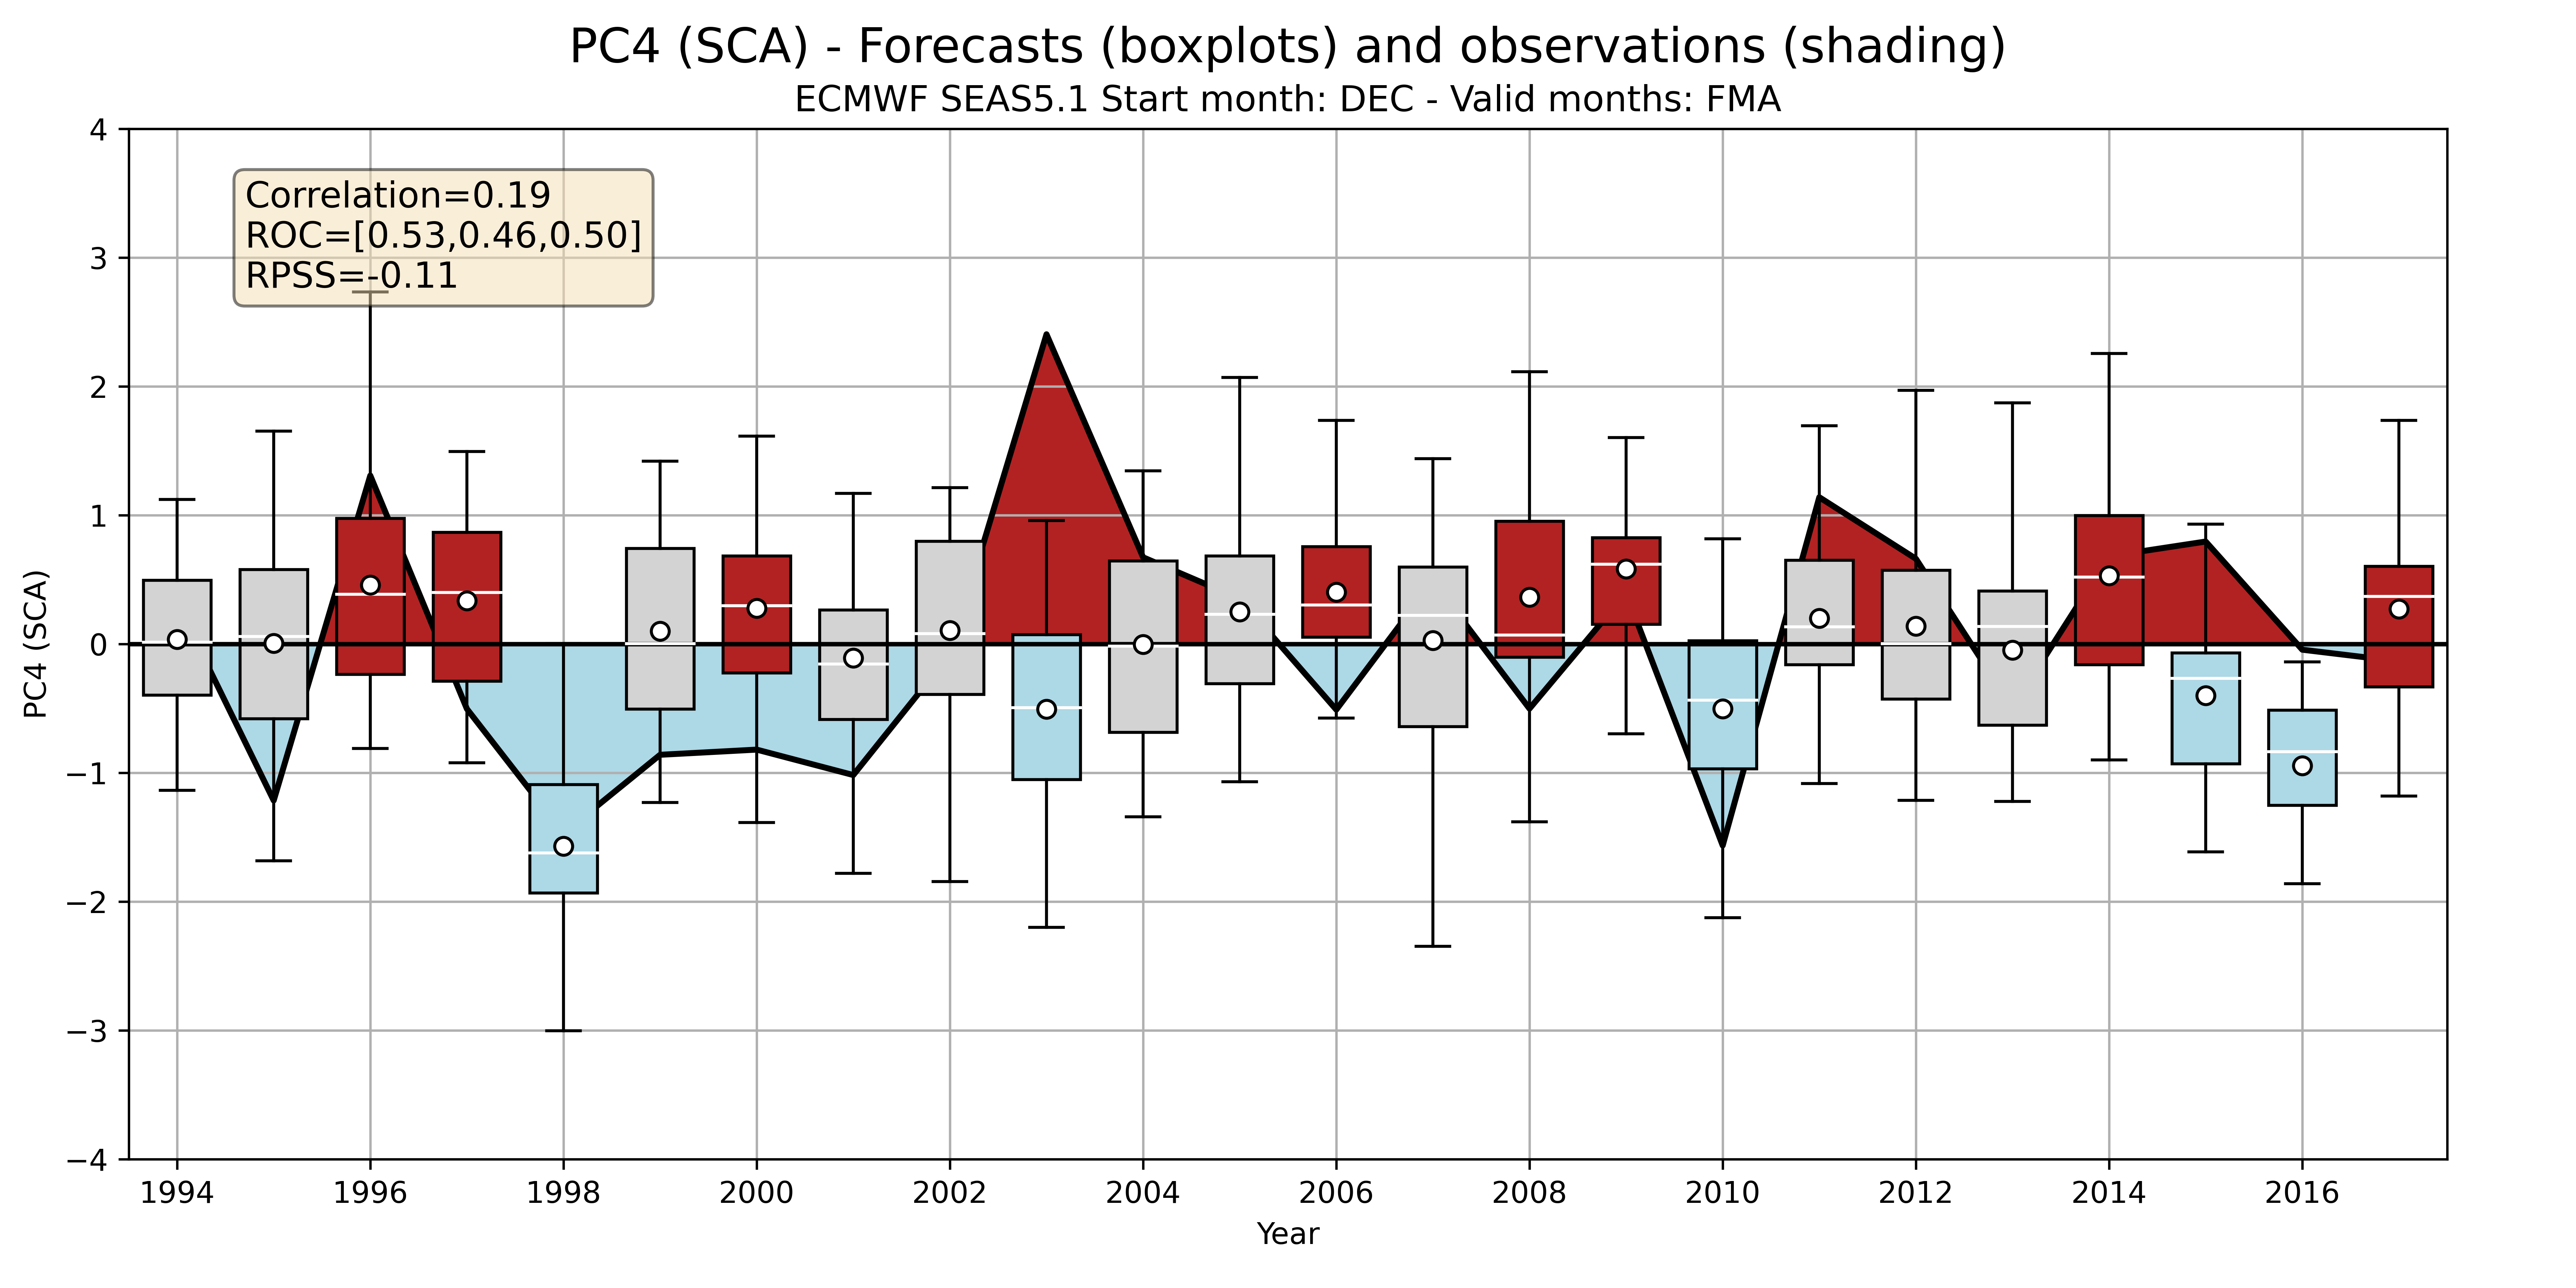 PC4 (SCA) - Forecasts (boxplots) and observations (shading)
ECMWF SEAS5.1 Start month: DEC - Valid months: FMA
Correlation=0.19
ROC=[0.53,0.46,0.50]
RPSS=-0.11
PC4 (SCA)
4
3
2
1
0
−1
−2
−3
−4
1994 1996 1998 2000 2002 2004 2006 2008 2010 2012 2014 2016
Year